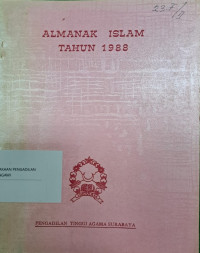 ALMANAK ISLAM
TAHUN 1988
PENGADILAN TINGGI AGAMA SURABAYA